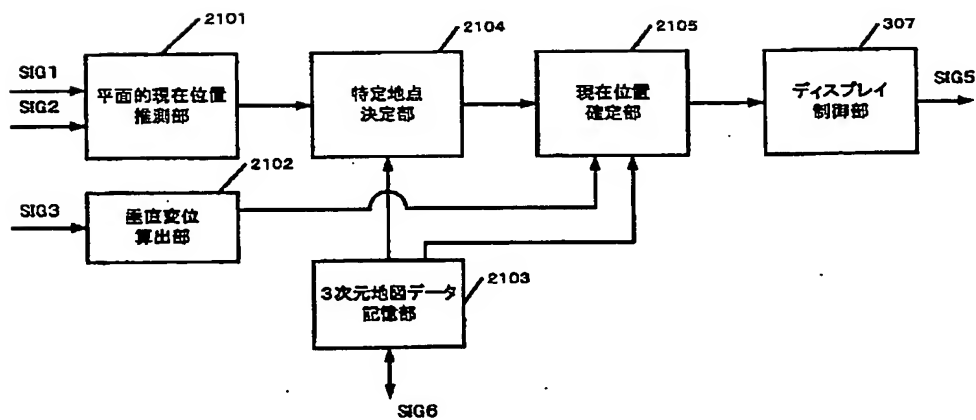 2101
2104
2105
307
SIG1
SIG2
平面的現在位置
推測部
特定地点
決定部
現在位置
確定部
ディスプレイ
制御部
SIG5
2102
SIG3
垂直変位
算出部
2103
3次元地図データ
記憶部
SIG6